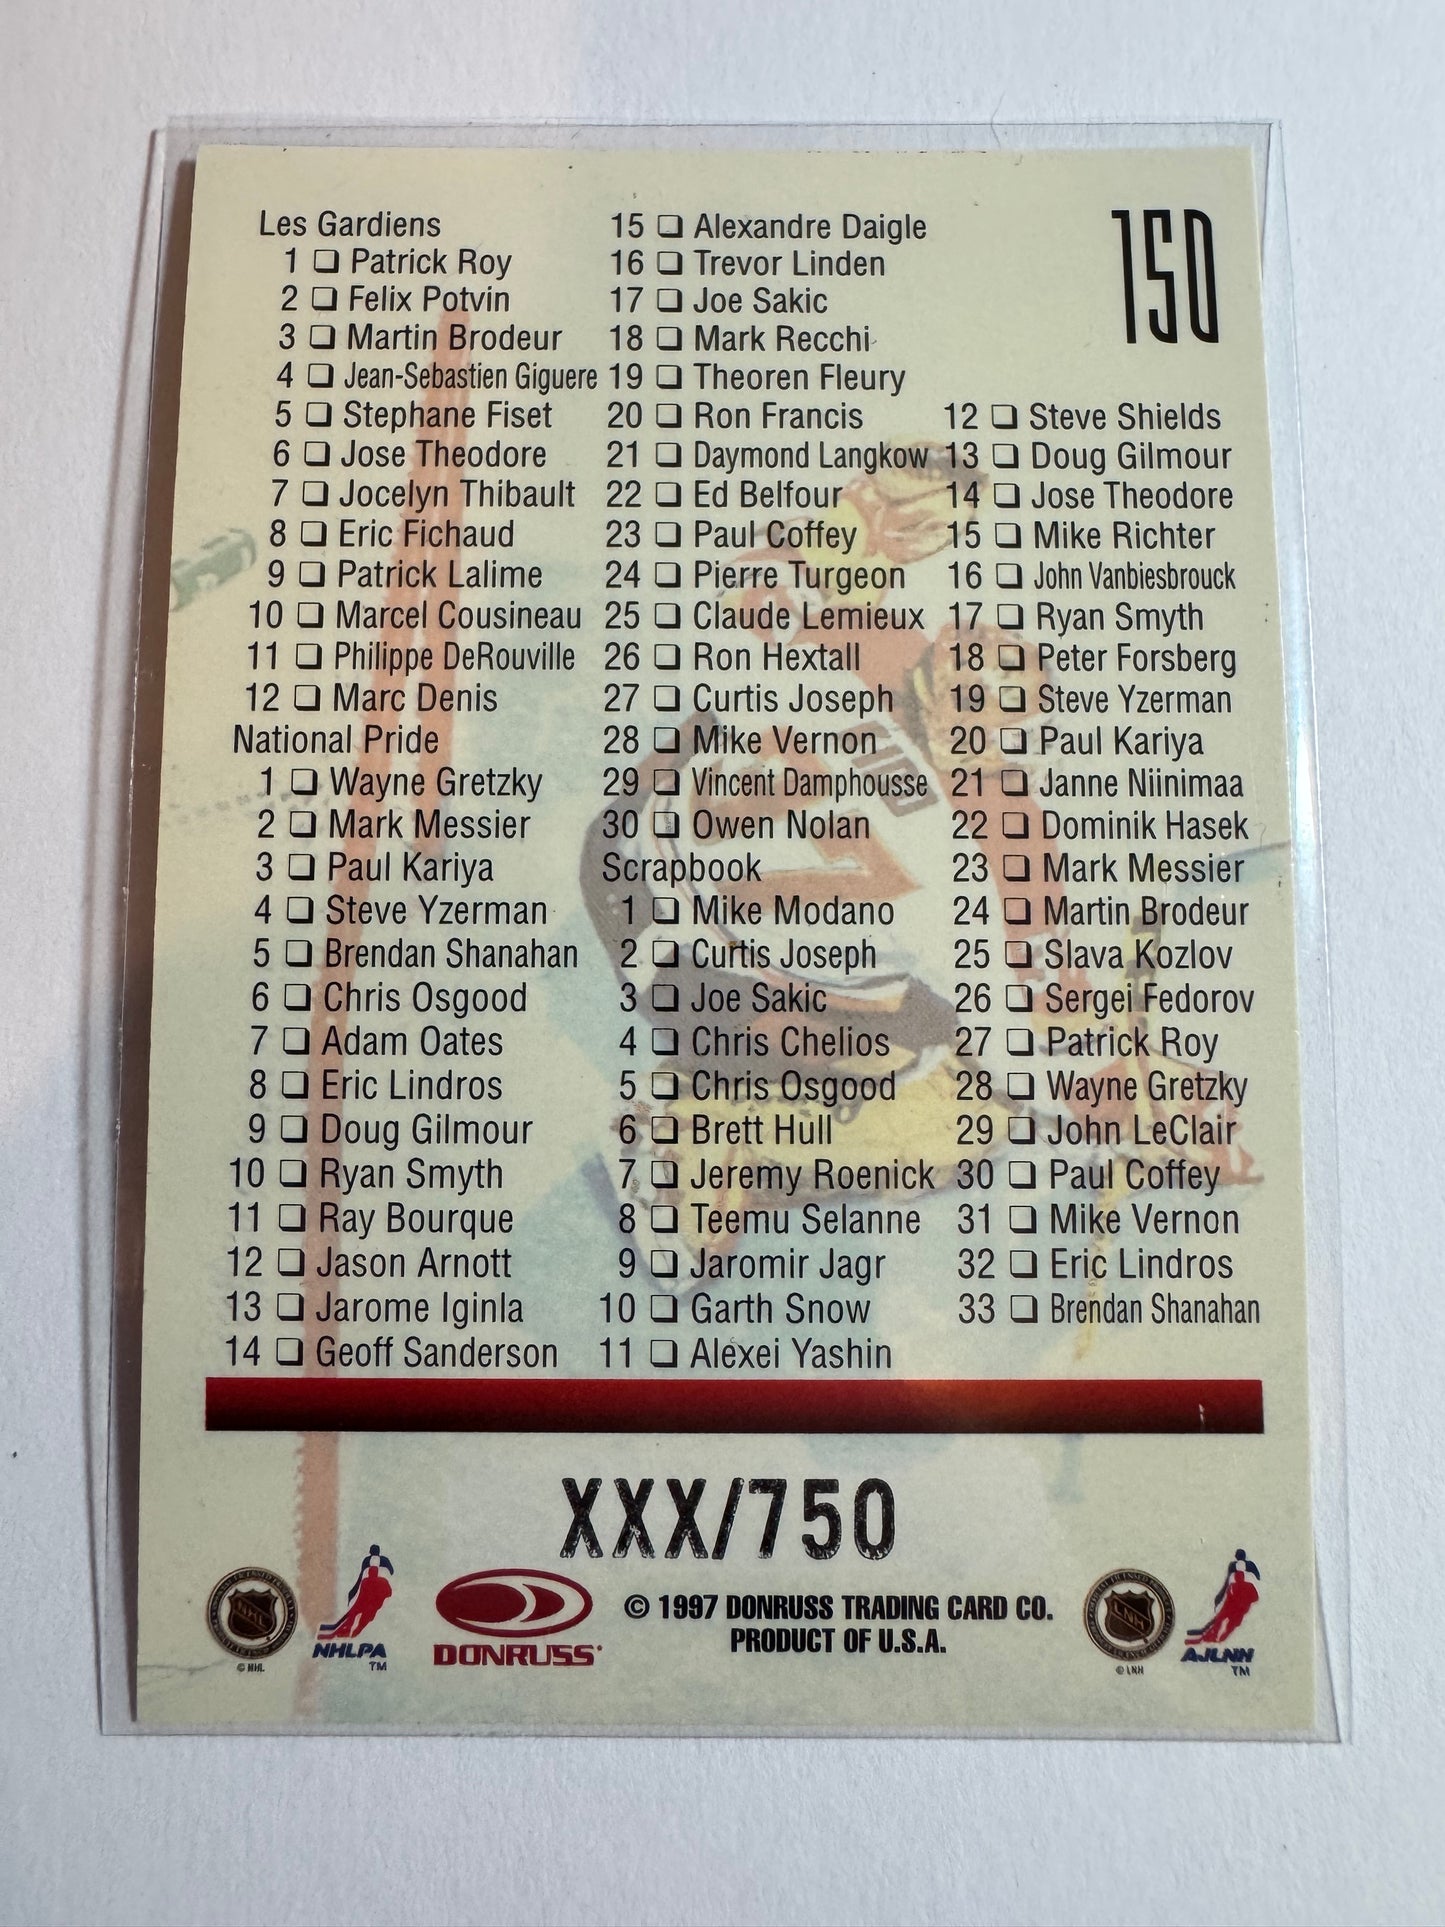 Les Gardiens
1 ❏ Patrick Roy
2 ❏ Felix Potvin
3 ❏ Martin Brodeur
4 ❏ Jean-Sebastien Giguere
5 ❏ Stephane Fiset
6 ❏ Jose Theodore
7 ❏ Jocelyn Thibault
8 ❏ Eric Fichaud
9 ❏ Patrick Lalime
10 ❏ Marcel Cousineau
11 ❏ Philippe DeRouville
12 ❏ Marc Denis
National Pride
1 ❏ Wayne Gretzky
2 ❏ Mark Messier
3 ❏ Paul Kariya
4 ❏ Steve Yzerman
5 ❏ Brendan Shanahan
6 ❏ Chris Osgood
7 ❏ Adam Oates
8 ❏ Eric Lindros
9 ❏ Doug Gilmour
10 ❏ Ryan Smyth
11 ❏ Ray Bourque
12 ❏ Jason Arnott
13 ❏ Jarome Iginla
14 ❏ Geoff Sanderson
15 ❏ Alexandre Daigle
16 ❏ Trevor Linden
17 ❏ Joe Sakic
18 ❏ Mark Recchi
19 ❏ Theoren Fleury
20 ❏ Ron Francis
21 ❏ Daymond Langkow
22 ❏ Ed Belfour
23 ❏ Paul Coffey
24 ❏ Pierre Turgeon
25 ❏ Claude Lemieux
26 ❏ Ron Hextall
27 ❏ Curtis Joseph
28 ❏ Mike Vernon
29 ❏ Vincent Damphousse
30 ❏ Owen Nolan
Scrapbook
1 ❏ Mike Modano
2 ❏ Curtis Joseph
3 ❏ Joe Sakic
4 ❏ Chris Chelios
5 ❏ Chris Osgood
6 ❏ Brett Hull
7 ❏ Jeremy Roenick
8 ❏ Teemu Selanne
9 ❏ Jaromir Jagr
10 ❏ Garth Snow
11 ❏ Alexei Yashin
150
12 ❏ Steve Shields
13 ❏ Doug Gilmour
14 ❏ Jose Theodore
15 ❏ Mike Richter
16 ❏ John Vanbiesbrouck
17 ❏ Ryan Smyth
18 ❏ Peter Forsberg
19 ❏ Steve Yzerman
20 ❏ Paul Kariya
21 ❏ Janne Niinimaa
22 ❏ Dominik Hasek
23 ❏ Mark Messier
24 ❏ Martin Brodeur
25 ❏ Slava Kozlov
26 ❏ Sergei Fedorov
27 ❏ Patrick Roy
28 ❏ Wayne Gretzky
29 ❏ John LeClair
30 ❏ Paul Coffey
31 ❏ Mike Vernon
32 ❏ Eric Lindros
33 ❏ Brendan Shanahan
XXX/750
NHL
© NHL
NHLPA
TM
DONRUSS
© 1997 DONRUSS TRADING CARD CO.
PRODUCT OF U.S.A.
LNH
© LNH
AJLNH
TM